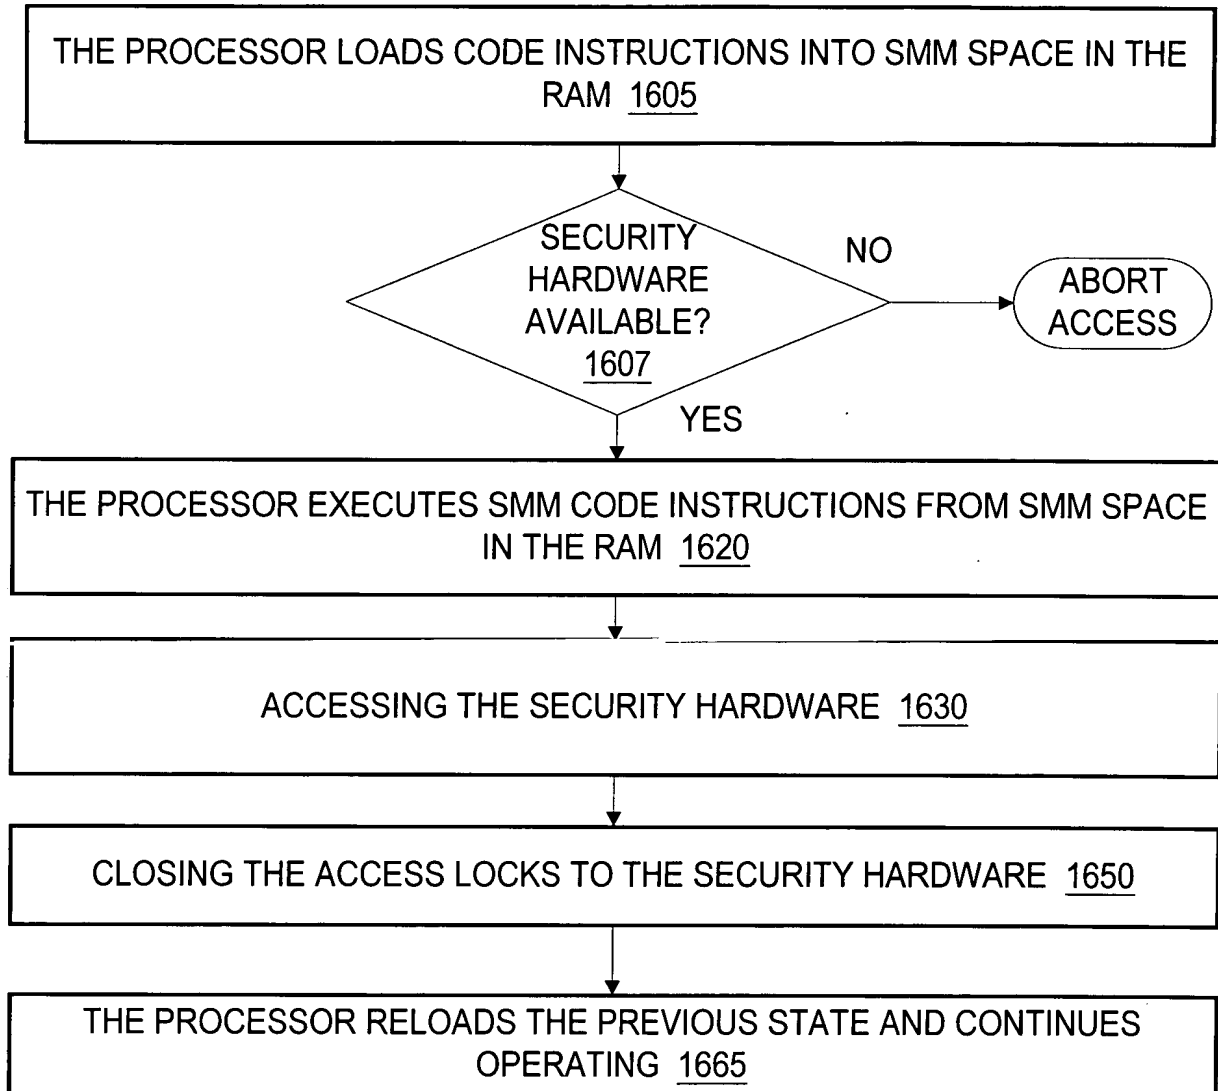 THE PROCESSOR LOADS CODE INSTRUCTIONS INTO SMM SPACE IN THE
RAM 1605
SECURITY
HARDWARE
AVAILABLE?
1607
NO
ABORT
ACCESS
YES
THE PROCESSOR EXECUTES SMM CODE INSTRUCTIONS FROM SMM SPACE
IN THE RAM 1620
ACCESSING THE SECURITY HARDWARE 1630
CLOSING THE ACCESS LOCKS TO THE SECURITY HARDWARE 1650
THE PROCESSOR RELOADS THE PREVIOUS STATE AND CONTINUES
OPERATING 1665